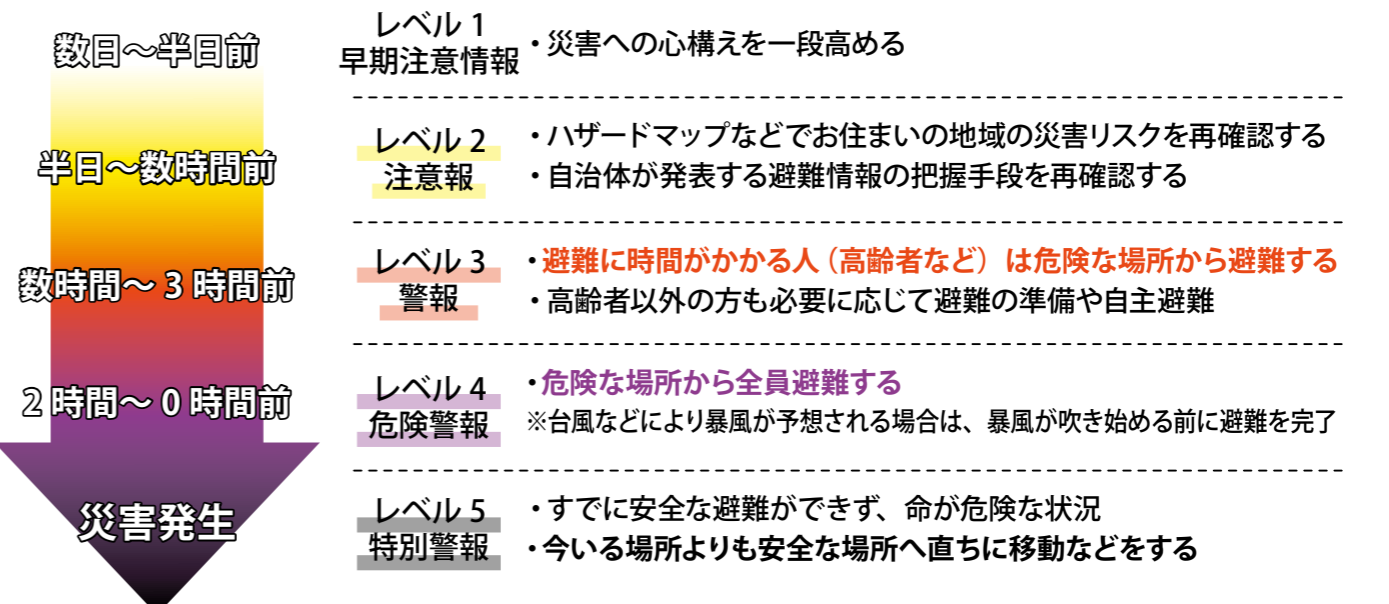 数日～半日前
レベル 1
早期注意情報
・災害への心構えを一段高める
半日～数時間前
レベル 2
注意報
・ハザードマップなどでお住まいの地域の災害リスクを再確認する
・自治体が発表する避難情報の把握手段を再確認する
数時間～ 3 時間前
レベル 3
警報
・避難に時間がかかる人（高齢者など）は危険な場所から避難する
・高齢者以外の方も必要に応じて避難の準備や自主避難
2 時間～ 0 時間前
レベル 4
危険警報
・危険な場所から全員避難する
※台風などにより暴風が予想される場合は、暴風が吹き始める前に避難を完了
災害発生
レベル 5
特別警報
・すでに安全な避難ができず、命が危険な状況
・今いる場所よりも安全な場所へ直ちに移動などをする